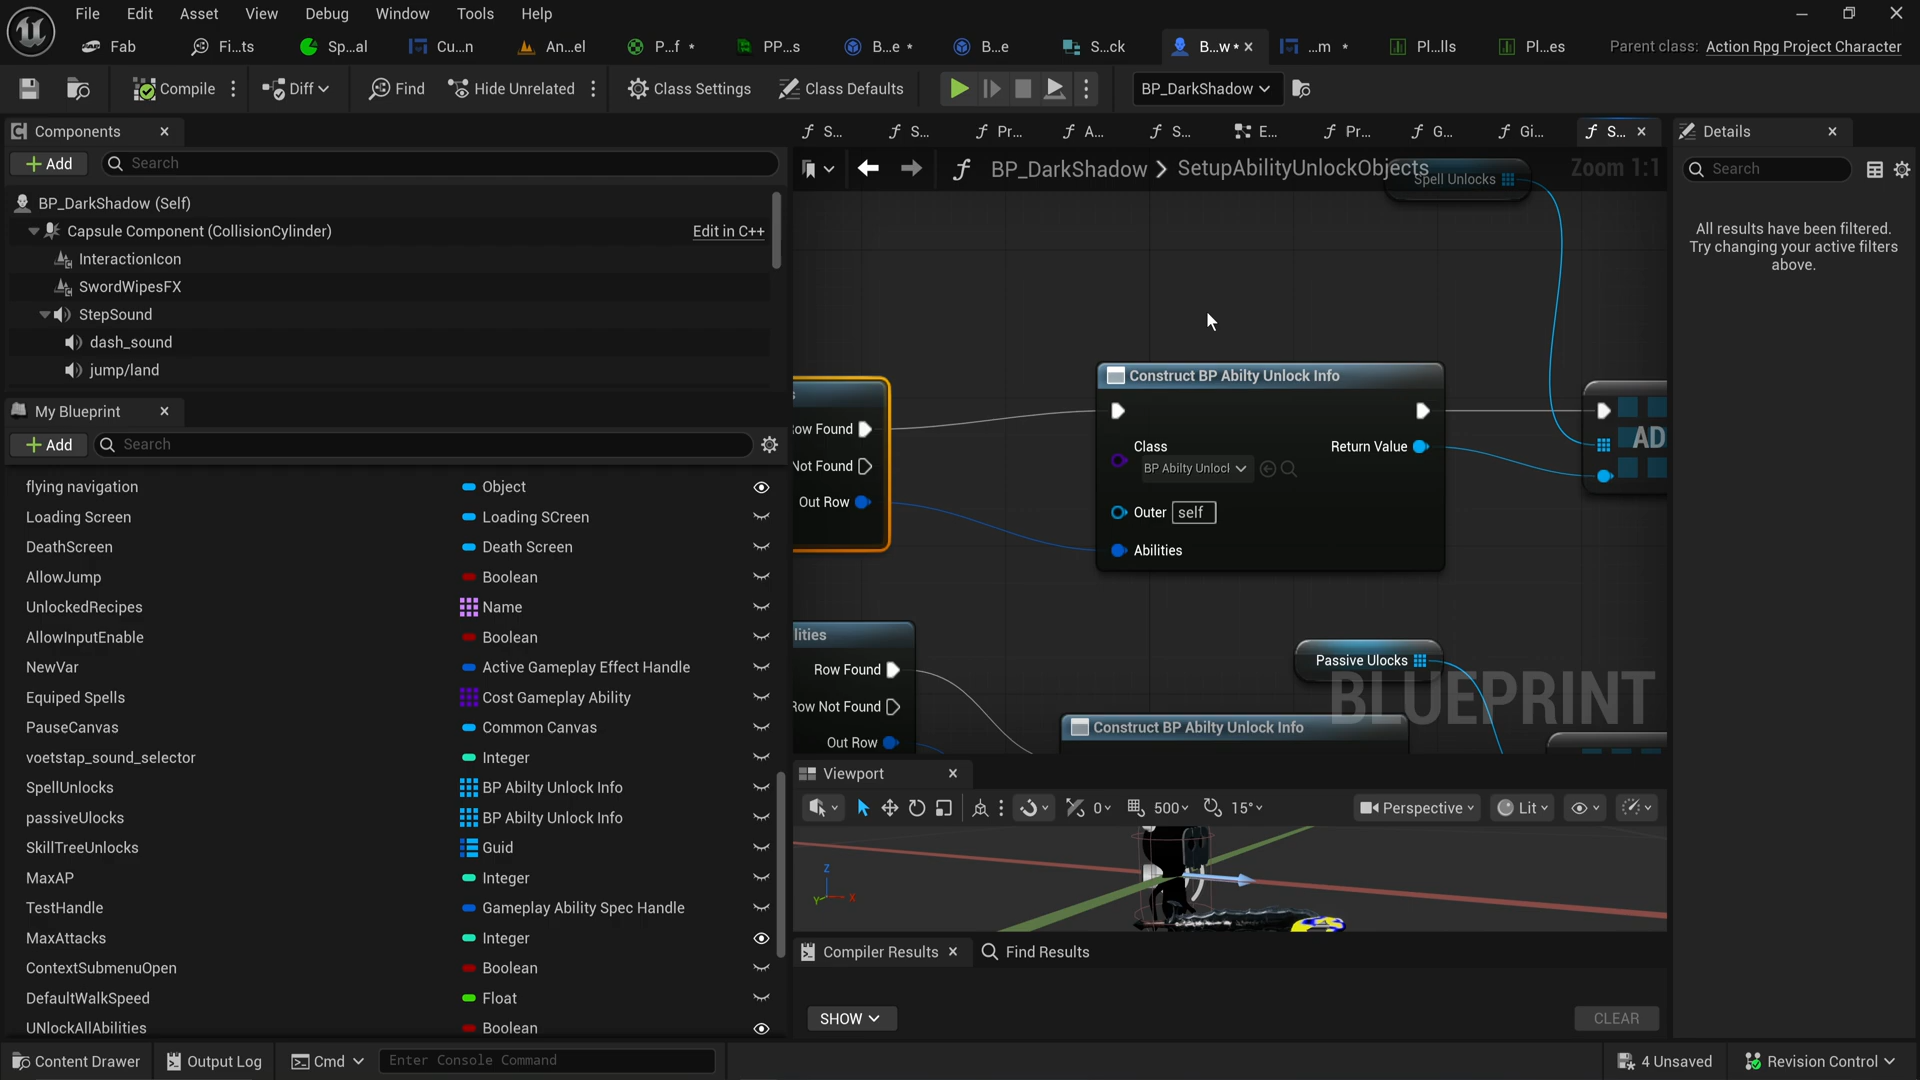 File Edit Asset View Debug Window Tools Help
Fab Fi...ts Sp...al Cu...n An...el P...f * PP...s B...e * B...e S...ck B...w * ...m * Pl...lls Pl...es Parent class: Action Rpg Project Character
Compile Diff Find Hide Unrelated Class Settings Class Defaults BP_DarkShadow
Components
S... S... Pr... A... S... E... Pr... G... Gi... S...
Details
Add Search
BP_DarkShadow > SetupAbilityUnlockObjects Zoom 1:1
Search
Spell Unlocks
BP_DarkShadow (Self)
Capsule Component (CollisionCylinder) Edit in C++
InteractionIcon
SwordWipesFX
StepSound
dash_sound
jump/land
All results have been filtered.
Try changing your active filters
above.
My Blueprint
Add Search
flying navigation Object
Loading Screen Loading SCreen
DeathScreen Death Screen
AllowJump Boolean
UnlockedRecipes Name
AllowInputEnable Boolean
NewVar Active Gameplay Effect Handle
Equiped Spells Cost Gameplay Ability
PauseCanvas Common Canvas
voetstap_sound_selector Integer
SpellUnlocks BP Abilty Unlock Info
passiveUlocks BP Abilty Unlock Info
SkillTreeUnlocks Guid
MaxAP Integer
TestHandle Gameplay Ability Spec Handle
MaxAttacks Integer
ContextSubmenuOpen Boolean
DefaultWalkSpeed Float
UNlockAllAbilities Boolean
s
ow Found
Not Found
Out Row
Construct BP Abilty Unlock Info
Class
BP Abilty Unlocl
Return Value
Outer self
Abilities
AD
lities
Row Found
Row Not Found
Out Row
Passive Ulocks
BLUEPRINT
Construct BP Abilty Unlock Info
Viewport
0 500 15° Perspective Lit
Z
X
Y
Compiler Results Find Results
SHOW CLEAR
Content Drawer Output Log Cmd Enter Console Command 4 Unsaved Revision Control